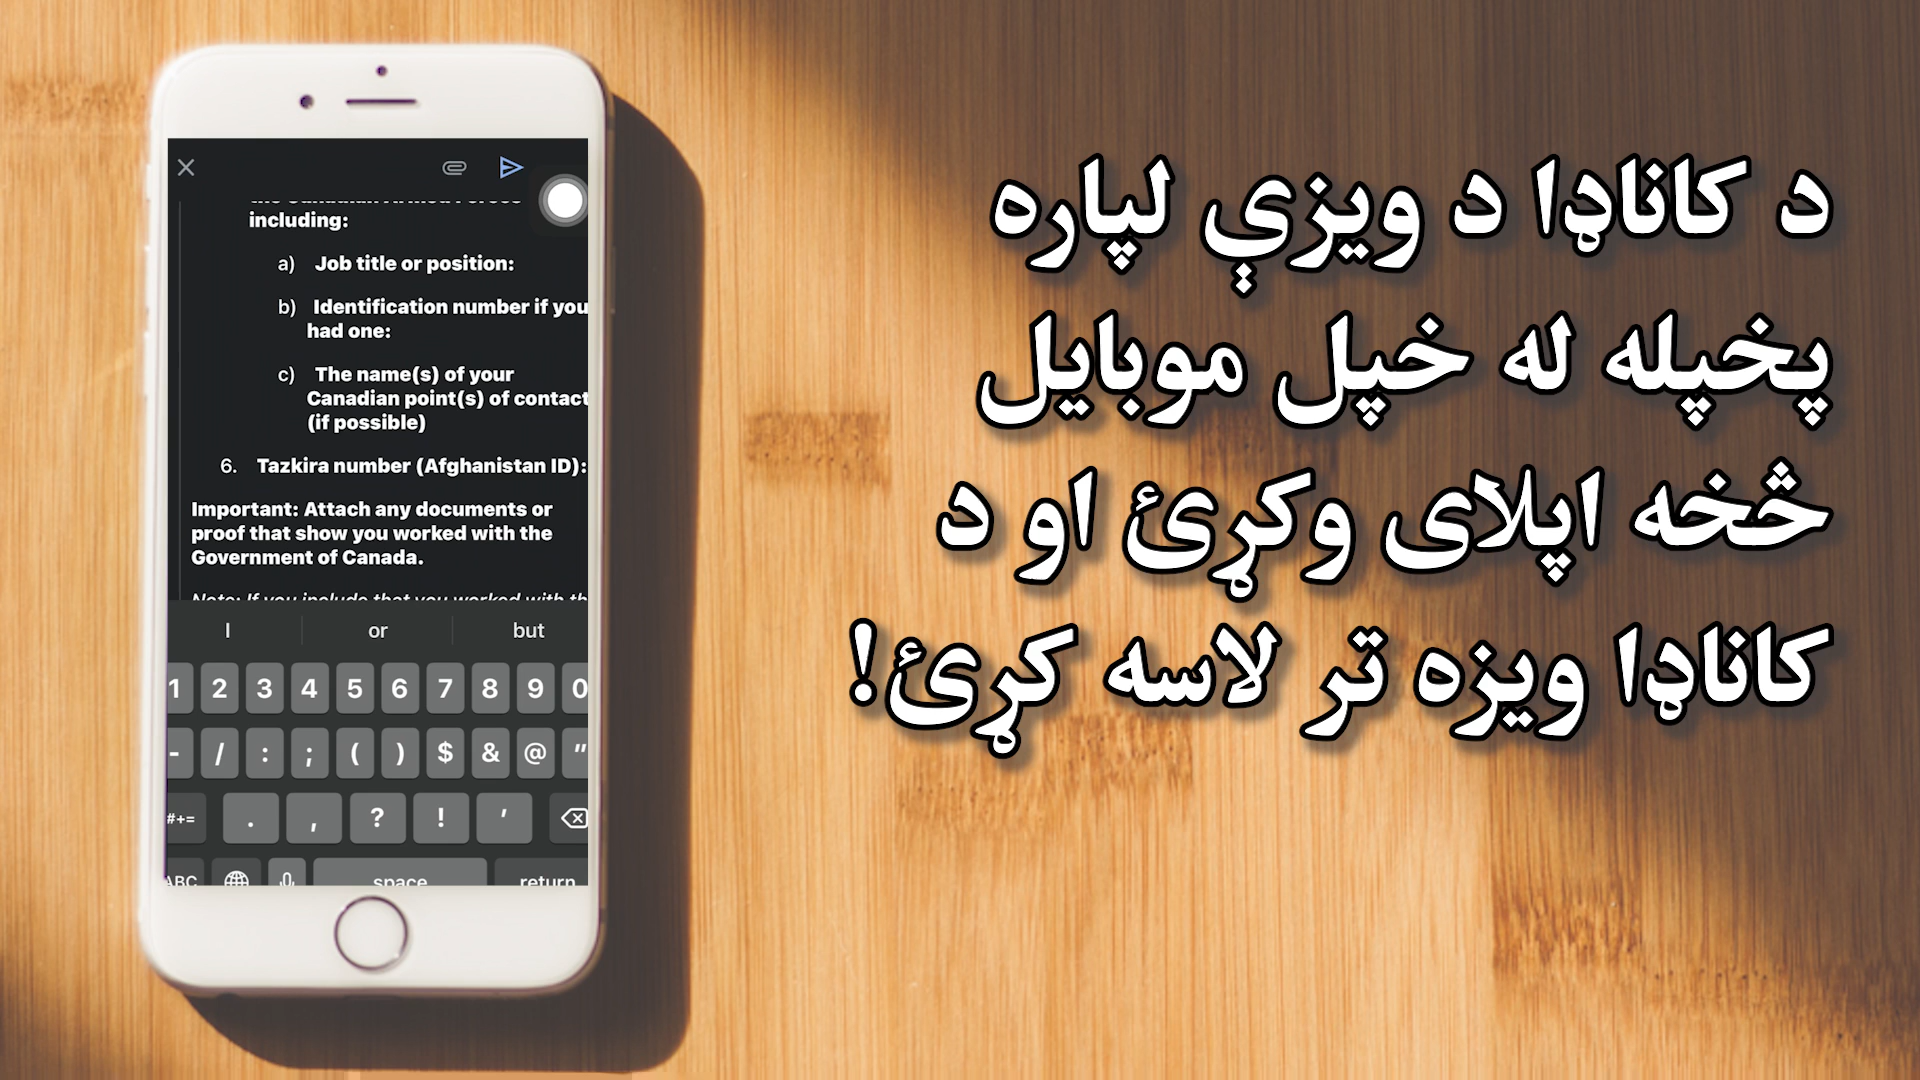 including:
a) Job title or position:
b) Identification number if you
had one:
c) The name(s) of your
Canadian point(s) of contact
(if possible)
6. Tazkira number (Afghanistan ID):
Important: Attach any documents or
proof that show you worked with the
Government of Canada.
I or but
1 2 3 4 5 6 7 8 9 0
- / : ; ( ) $ & @ "
#+= . , ? ! '
ABC space return
د کاناډا د ویزې لپاره
پخپله له خپل موبایل
څخه اپلای وکړئ او د
کاناډا ویزه تر لاسه کړئ!